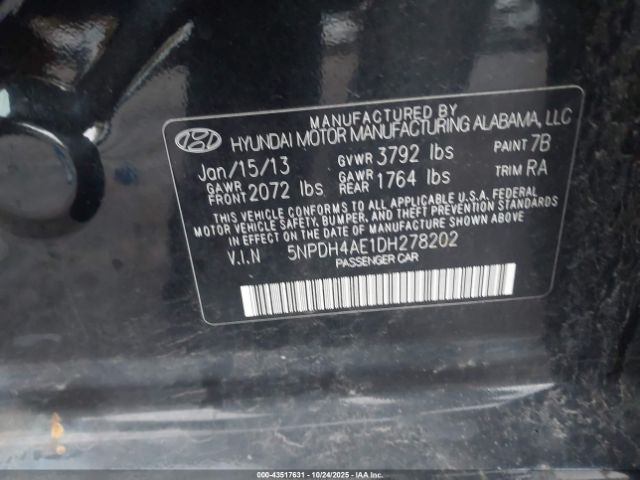 MANUFACTURED BY
HYUNDAI MOTOR MANUFACTURING ALABAMA, LLC
Jan/15/13 GVWR 3792 lbs PAINT 7B
GAWR FRONT 2072 lbs GAWR REAR 1764 lbs TRIM RA
THIS VEHICLE CONFORMS TO ALL APPLICABLE U.S.A. FEDERAL
MOTOR VEHICLE SAFETY, BUMPER, AND THEFT PREVENTION STANDARDS
IN EFFECT ON THE DATE OF MANUFACTURE SHOWN ABOVE
V.I.N 5NPDH4AE1DH278202
PASSENGER CAR
000-43517631 - 10/24/2025 - IAA Inc.